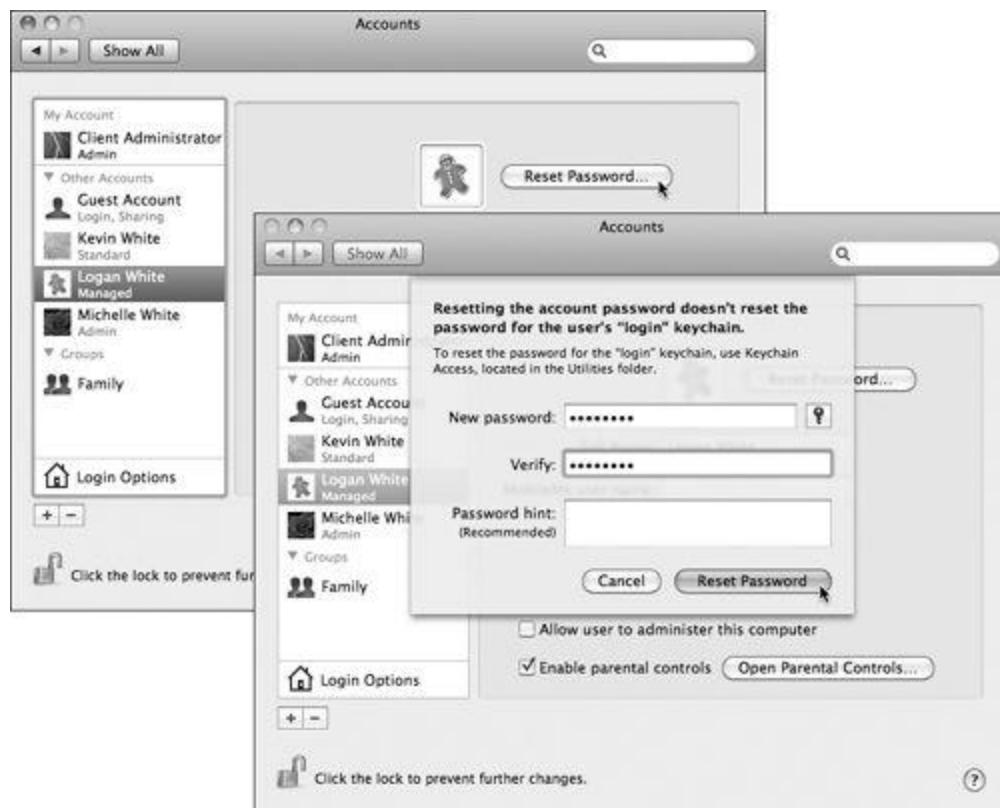 Accounts
Show All
My Account
Client Administrator
Admin
Other Accounts
Guest Account
Login, Sharing
Kevin White
Standard
Logan White
Managed
Michelle White
Admin
Groups
Family
Login Options
+ −
Click the lock to prevent fur
Reset Password...
Accounts
Show All
My Account
Client Admir
Admin
Other Accounts
Guest Accou
Login, Sharing
Kevin White
Standard
Logan White
Managed
Michelle Whi
Admin
Groups
Family
Login Options
+ −
Resetting the account password doesn't reset the
password for the user's "login" keychain.
To reset the password for the "login" keychain, use Keychain
Access, located in the Utilities folder.
Reset Password...
New password: ••••••••
Verify: ••••••••
Password hint:
(Recommended)
Cancel
Reset Password
Allow user to administer this computer
Enable parental controls
Open Parental Controls...
Click the lock to prevent further changes.
?